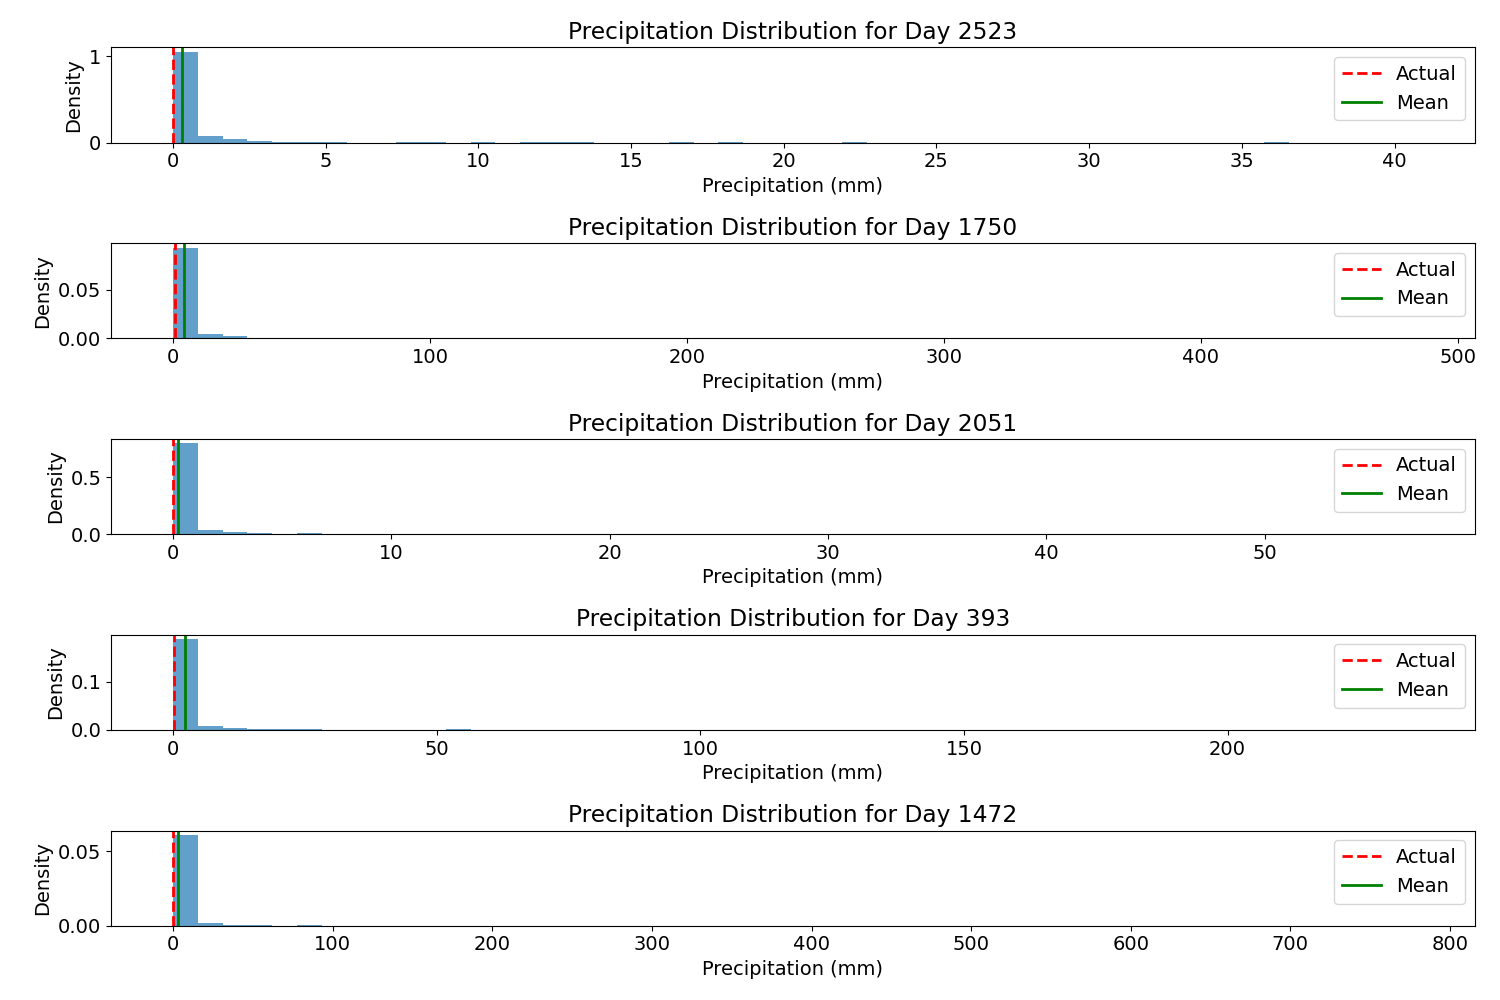 Precipitation Distribution for Day 2523
Density
1
0
Actual
Mean
0 5 10 15 20 25 30 35 40
Precipitation (mm)
Precipitation Distribution for Day 1750
Density
0.05
0.00
Actual
Mean
0 100 200 300 400 500
Precipitation (mm)
Precipitation Distribution for Day 2051
Density
0.5
0.0
Actual
Mean
0 10 20 30 40 50
Precipitation (mm)
Precipitation Distribution for Day 393
Density
0.1
0.0
Actual
Mean
0 50 100 150 200
Precipitation (mm)
Precipitation Distribution for Day 1472
Density
0.05
0.00
Actual
Mean
0 100 200 300 400 500 600 700 800
Precipitation (mm)